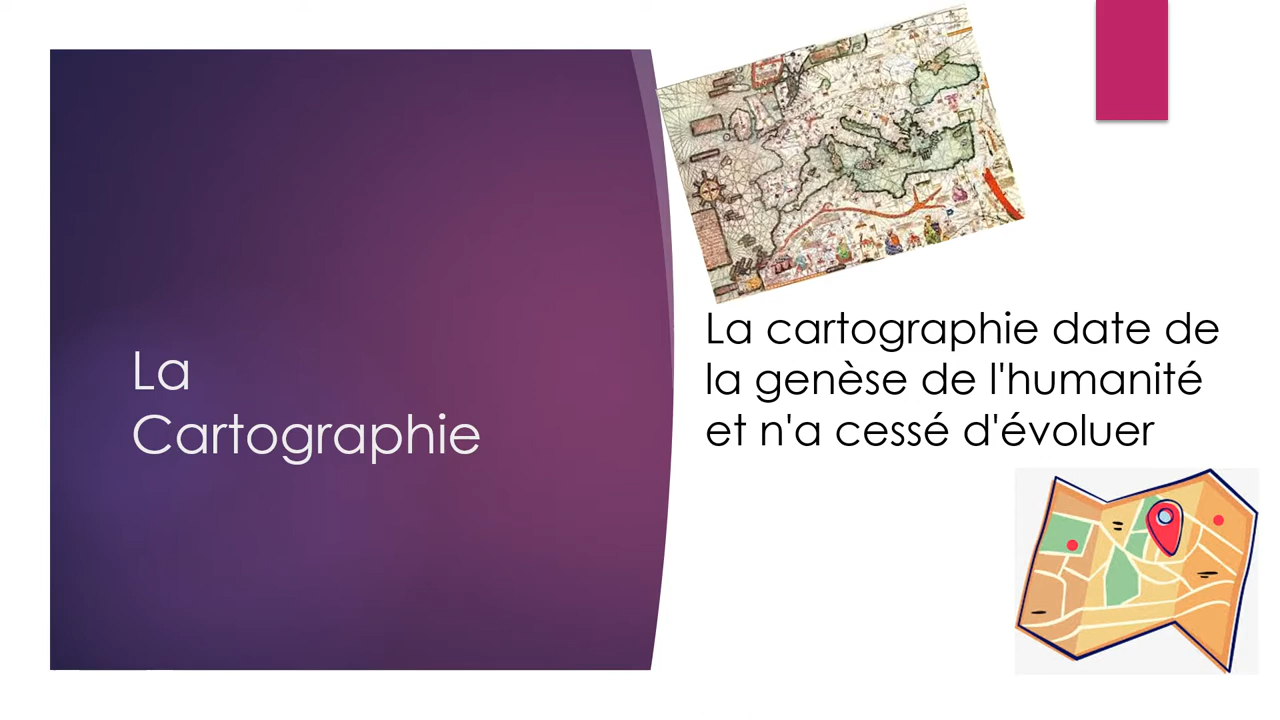 La
Cartographie
La cartographie date de
la genèse de l'humanité
et n'a cessé d'évoluer